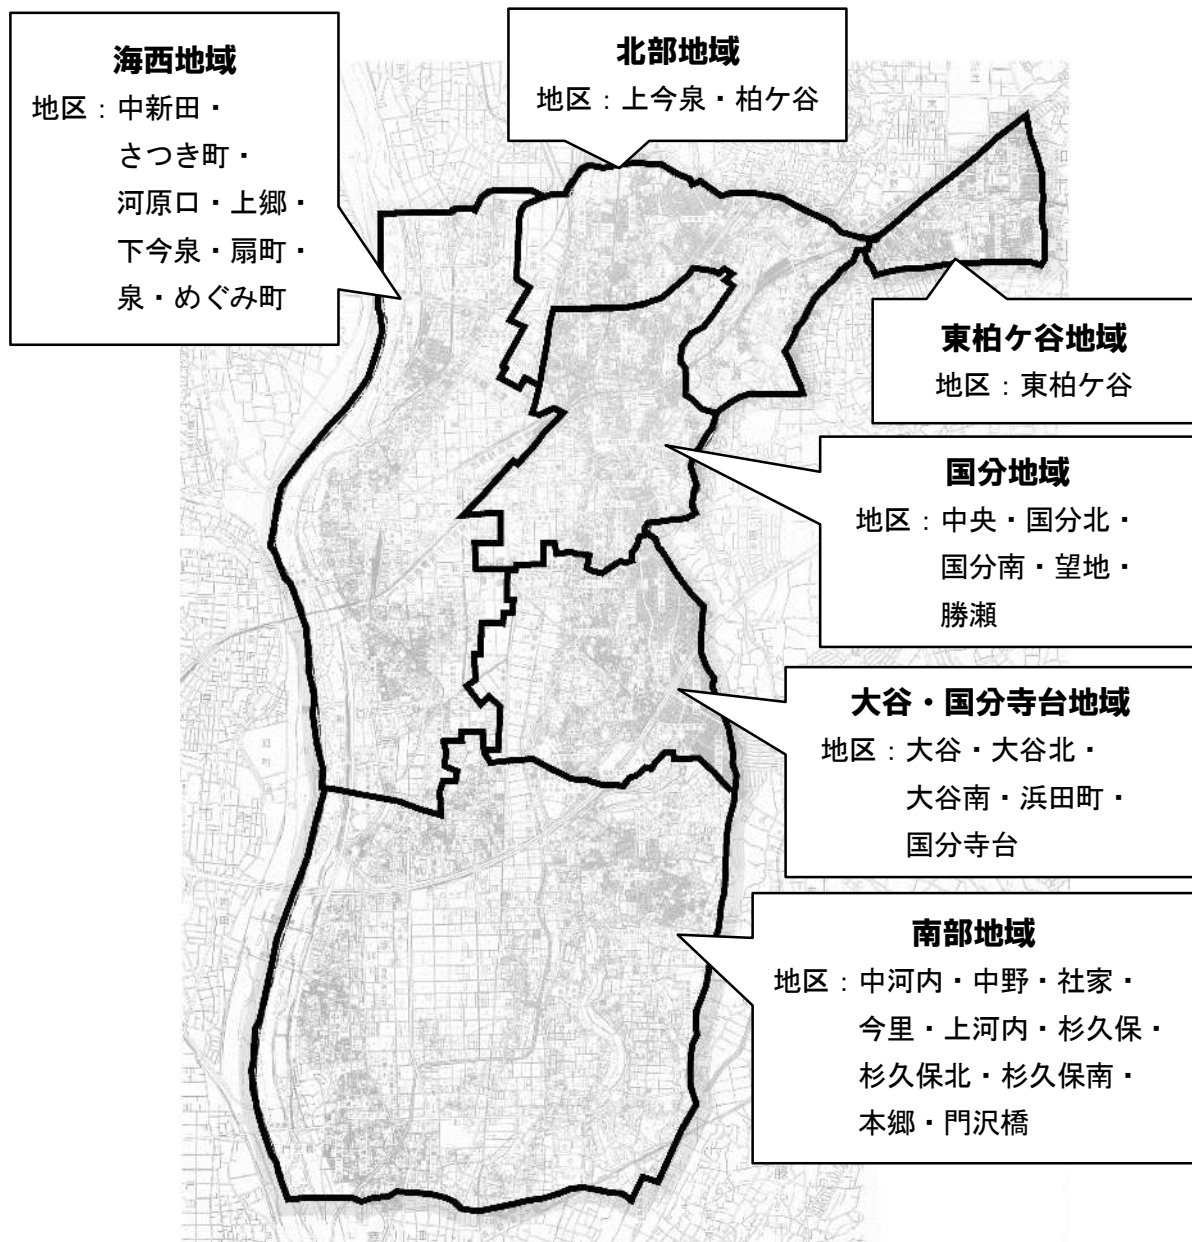 海西地域
地区：中新田・
さつき町・
河原口・上郷・
下今泉・扇町・
泉・めぐみ町
北部地域
地区：上今泉・柏ケ谷
東柏ケ谷地域
地区：東柏ケ谷
国分地域
地区：中央・国分北・
国分南・望地・
勝瀬
大谷・国分寺台地域
地区：大谷・大谷北・
大谷南・浜田町・
国分寺台
南部地域
地区：中河内・中野・社家・
今里・上河内・杉久保・
杉久保北・杉久保南・
本郷・門沢橋